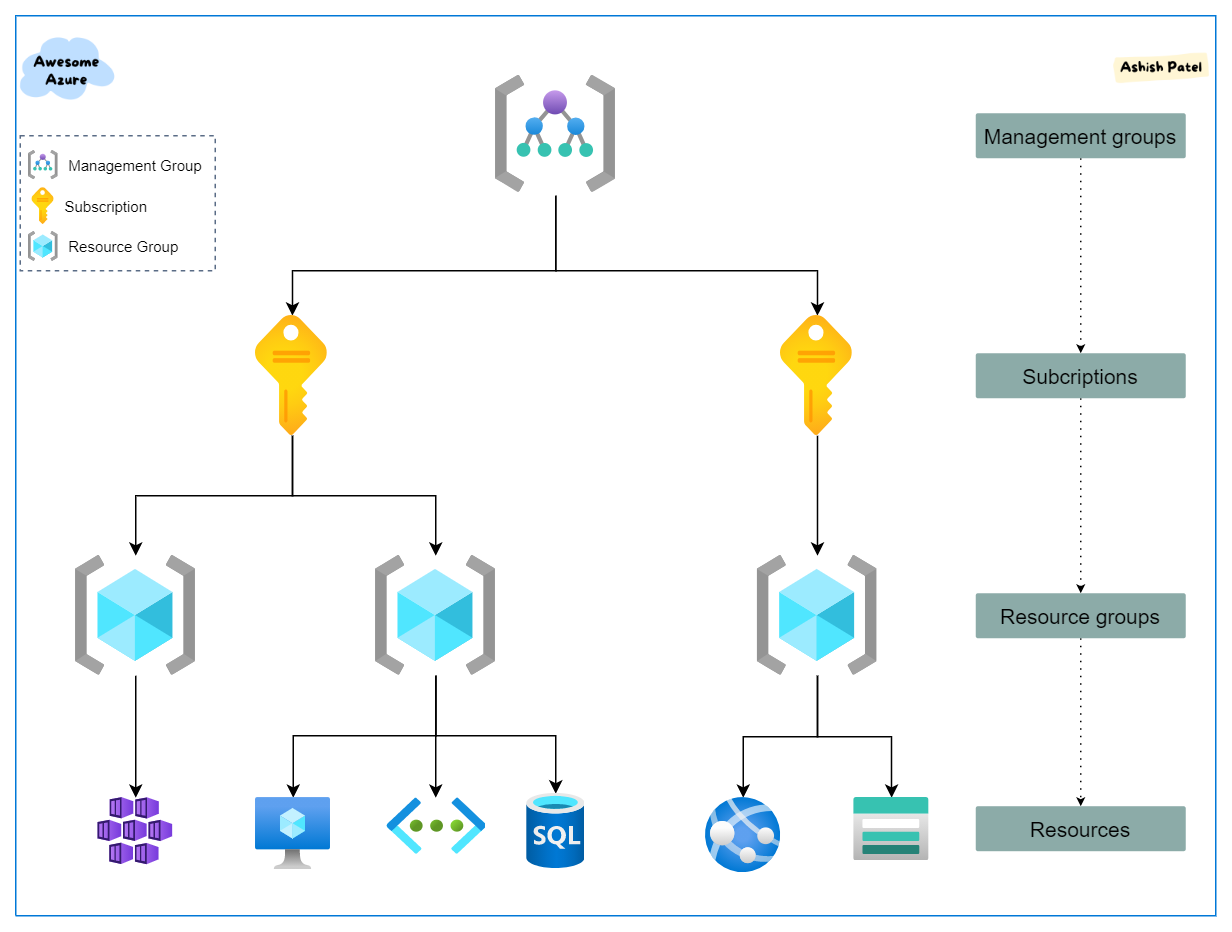 Awesome
Azure
Ashish Patel
Management Group
Subscription
Resource Group
Management groups
Subcriptions
Resource groups
SQL
Resources